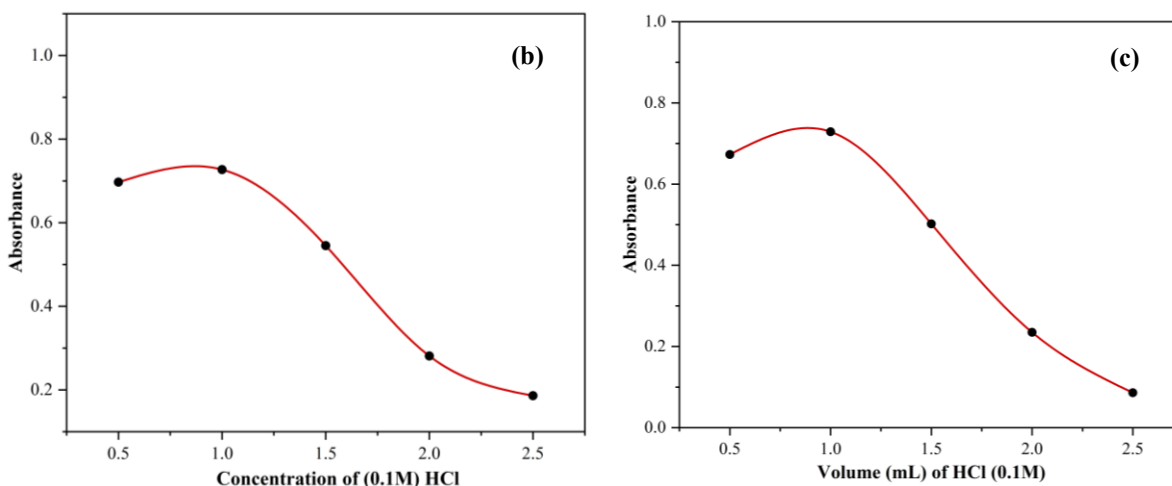 (b)
Absorbance
1.0
0.8
0.6
0.4
0.2
0.5 1.0 1.5 2.0 2.5
Concentration of (0.1M) HCl
(c)
Absorbance
1.0
0.8
0.6
0.4
0.2
0.0
0.5 1.0 1.5 2.0 2.5
Volume (mL) of HCl (0.1M)